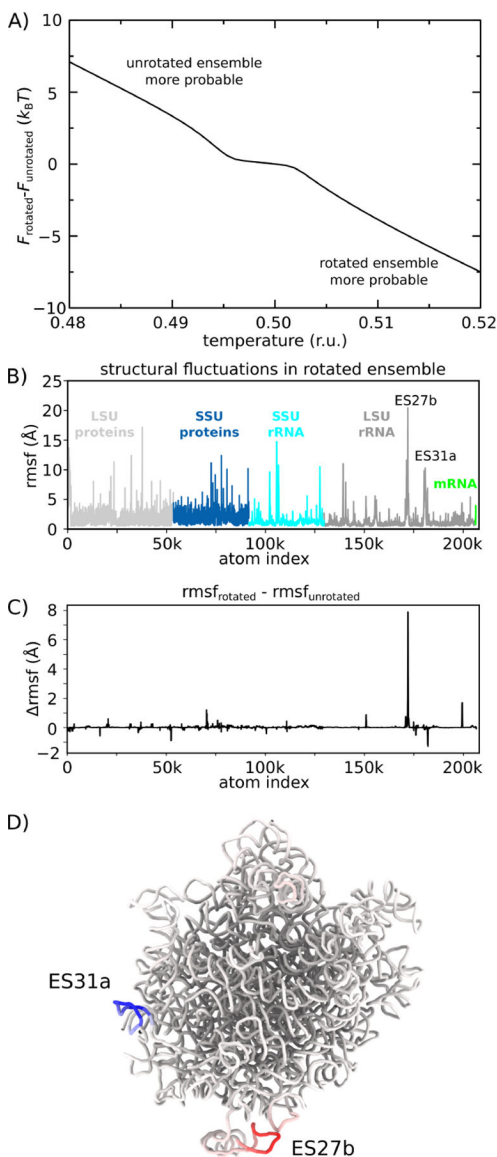 A)
10
5
0
−5
−10
F_rotated-F_unrotated (k_BT)
unrotated ensemble
more probable
rotated ensemble
more probable
0.48 0.49 0.50 0.51 0.52
temperature (r.u.)
B)
structural fluctuations in rotated ensemble
25
20
15
10
5
0
rmsf (Å)
LSU
proteins
SSU
proteins
SSU
rRNA
LSU
rRNA
ES27b
ES31a
mRNA
0 50k 100k 150k 200k
atom index
C)
rmsf_rotated - rmsf_unrotated
8
6
4
2
0
−2
Δrmsf (Å)
0 50k 100k 150k 200k
atom index
D)
ES31a
ES27b